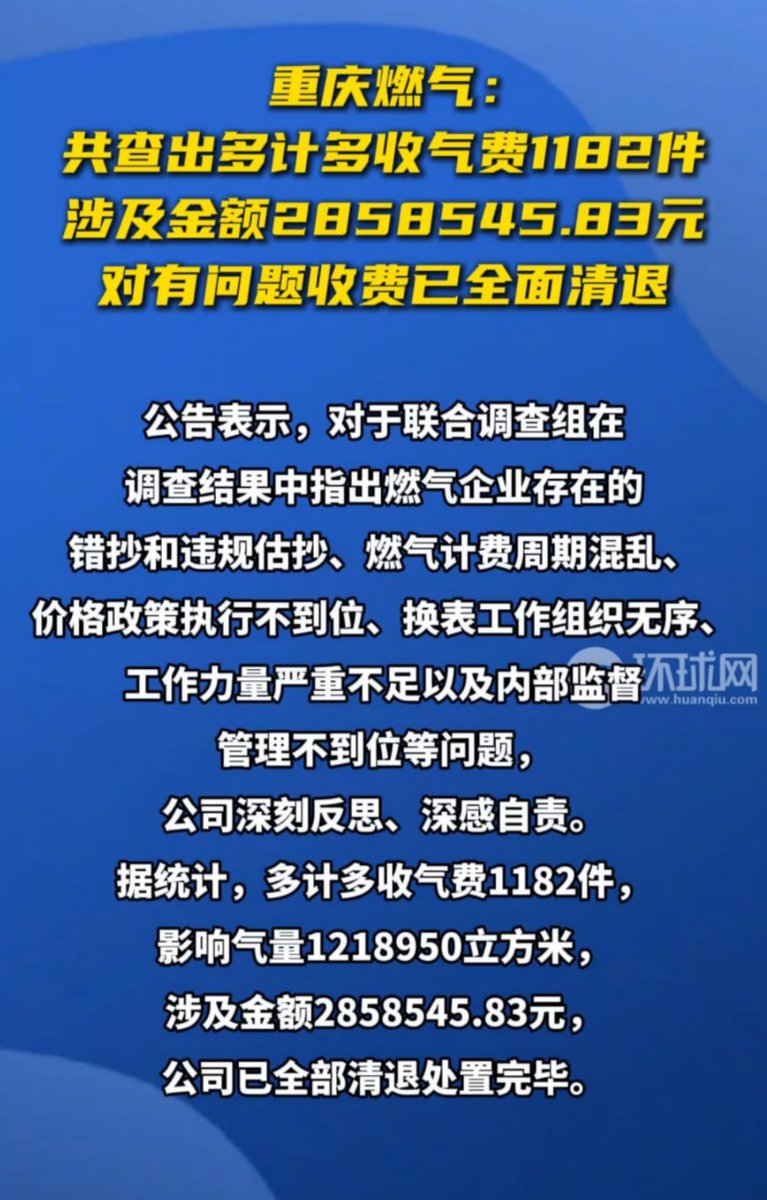 重庆燃气：
共查出多计多收气费1182件
涉及金额2858545.83元
对有问题收费已全面清退
公告表示，对于联合调查组在
调查结果中指出燃气企业存在的
错抄和违规估抄、燃气计费周期混乱、
价格政策执行不到位、换表工作组织无序、
工作力量严重不足以及内部监督
环球网
www.huanqiu.com
管理不到位等问题，
公司深刻反思、深感自责。
据统计，多计多收气费1182件，
影响气量1218950立方米，
涉及金额2858545.83元，
公司已全部清退处置完毕。